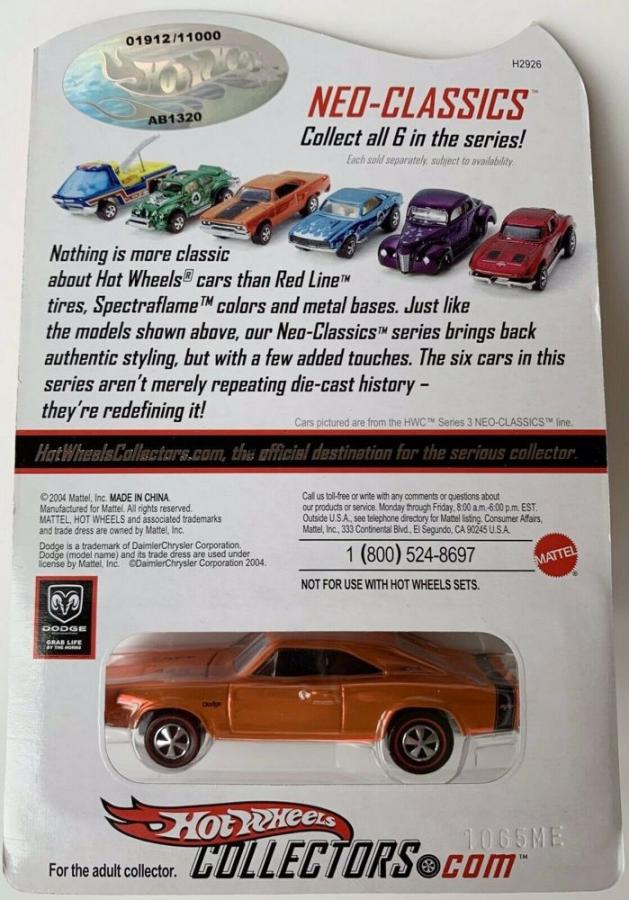 01912/11000
Hot Wheels
AB1320
H2926
NEO-CLASSICS™
Collect all 6 in the series!
Each sold separately, subject to availability.
Nothing is more classic
about Hot Wheels® cars than Red Line™
tires, Spectraflame™ colors and metal bases. Just like
the models shown above, our Neo-Classics™ series brings back
authentic styling, but with a few added touches. The six cars in this
series aren't merely repeating die-cast history –
they're redefining it!
Cars pictured are from the HWC™ Series 3 NEO-CLASSICS™ line.
HotWheelsCollectors.com, the official destination for the serious collector.
© 2004 Mattel, Inc. MADE IN CHINA.
Manufactured for Mattel. All rights reserved.
MATTEL, HOT WHEELS and associated trademarks
and trade dress are owned by Mattel, Inc.
Dodge is a trademark of DaimlerChrysler Corporation.
Dodge (model name) and its trade dress are used under
license by Mattel, Inc. ©DaimlerChrysler Corporation 2004.
Call us toll-free or write with any comments or questions about
our products or service. Monday through Friday, 8:00 a.m.-6:00 p.m. EST.
Outside U.S.A., see telephone directory for Mattel listing. Consumer Affairs,
Mattel, Inc., 333 Continental Blvd., El Segundo, CA 90245 U.S.A.
1 (800) 524-8697
MATTEL®
NOT FOR USE WITH HOT WHEELS SETS.
DODGE
GRAB LIFE
BY THE HORNS
Dodge
Hot Wheels
1065ME
For the adult collector.
COLLECTORS.com™